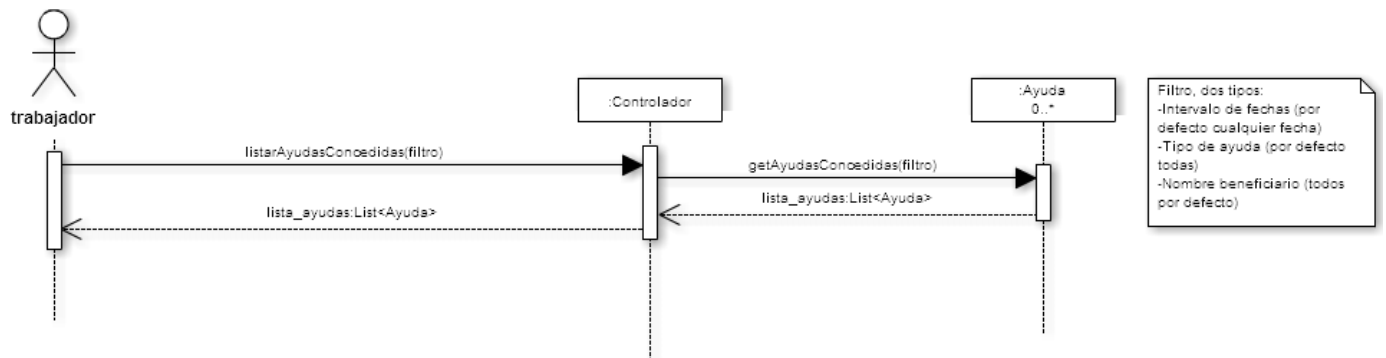 trabajador
:Controlador
:Ayuda
0..*
listarAyudasConcedidas(filtro)
getAyudasConcedidas(filtro)
lista_ayudas:List<Ayuda>
lista_ayudas:List<Ayuda>
Filtro, dos tipos:
-Intervalo de fechas (por
defecto cualquier fecha)
-Tipo de ayuda (por defecto
todas)
-Nombre beneficiario (todos
por defecto)